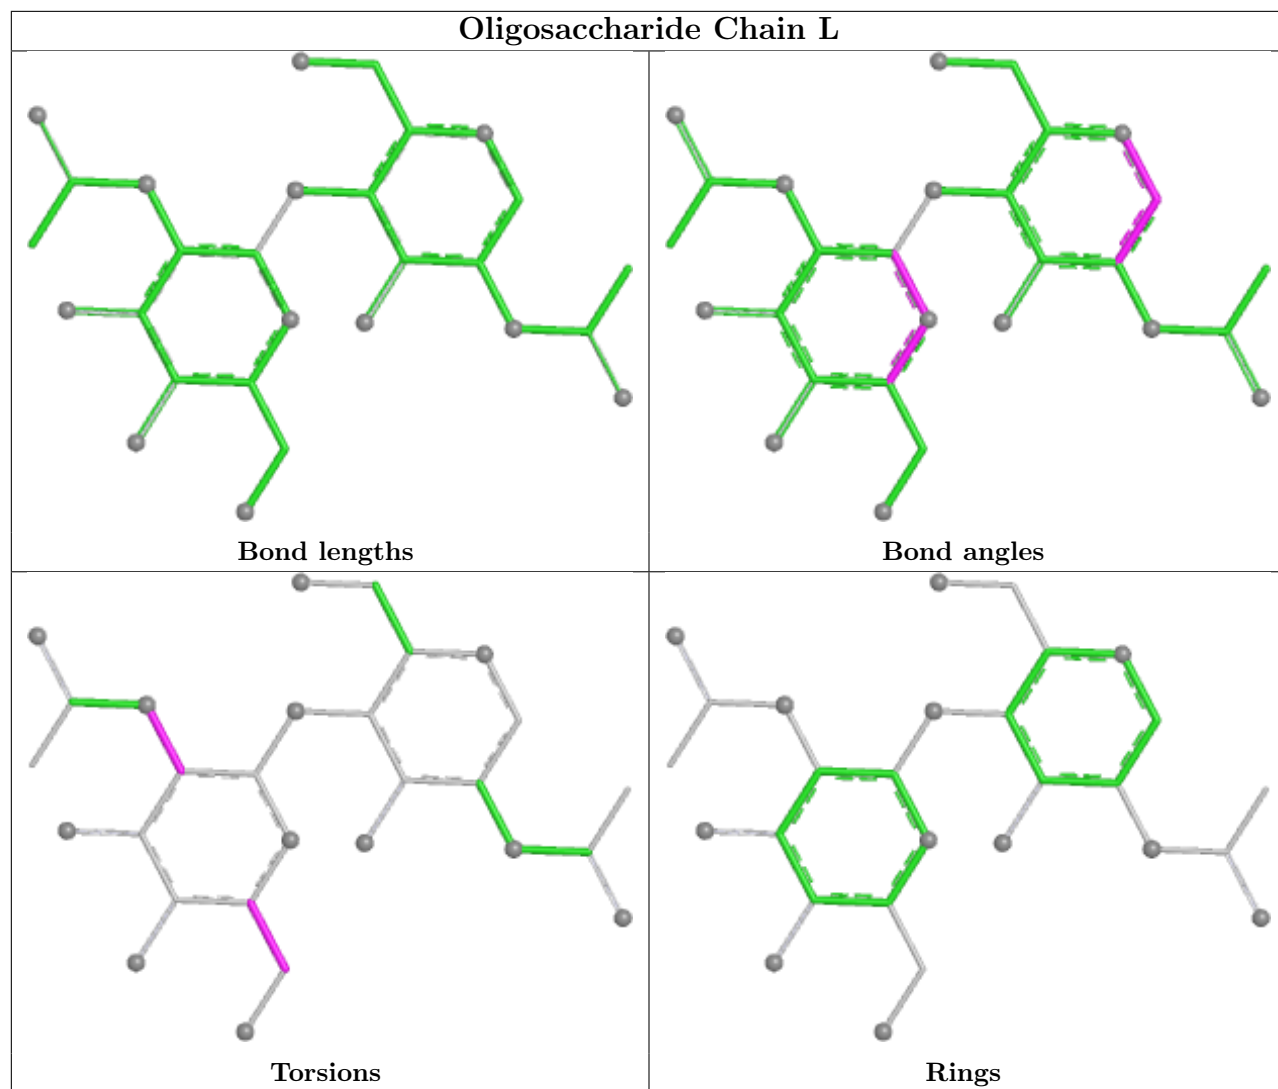 Oligosaccharide Chain L
Bond lengths
Bond angles
Torsions
Rings